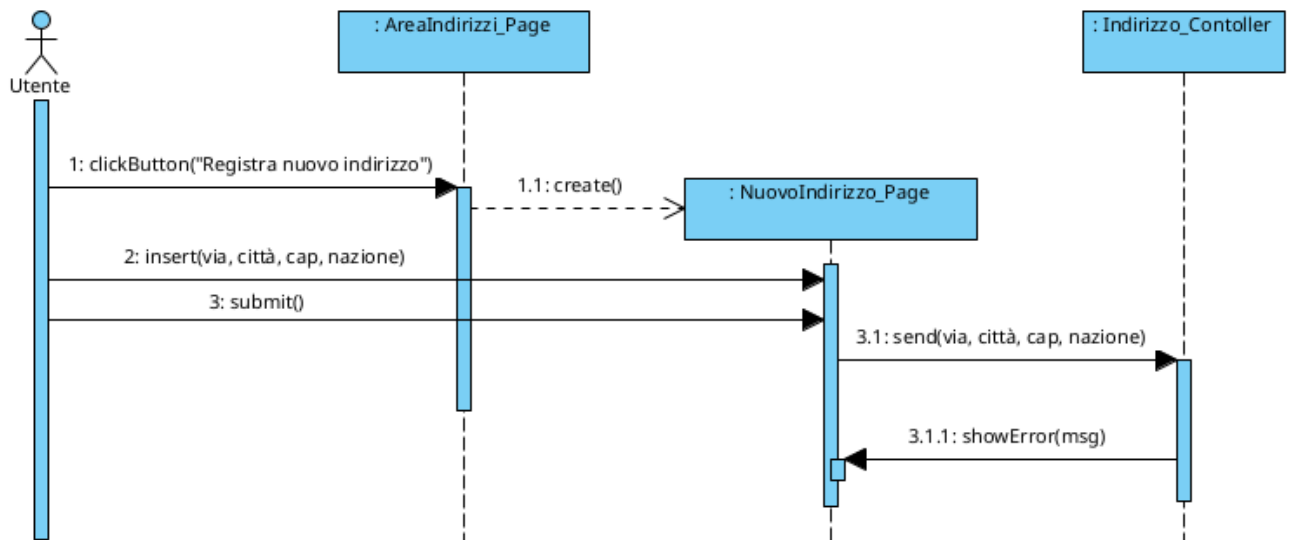 : AreaIndirizzi_Page
: Indirizzo_Contoller
Utente
1: clickButton("Registra nuovo indirizzo")
1.1: create()
: NuovoIndirizzo_Page
2: insert(via, città, cap, nazione)
3: submit()
3.1: send(via, città, cap, nazione)
3.1.1: showError(msg)